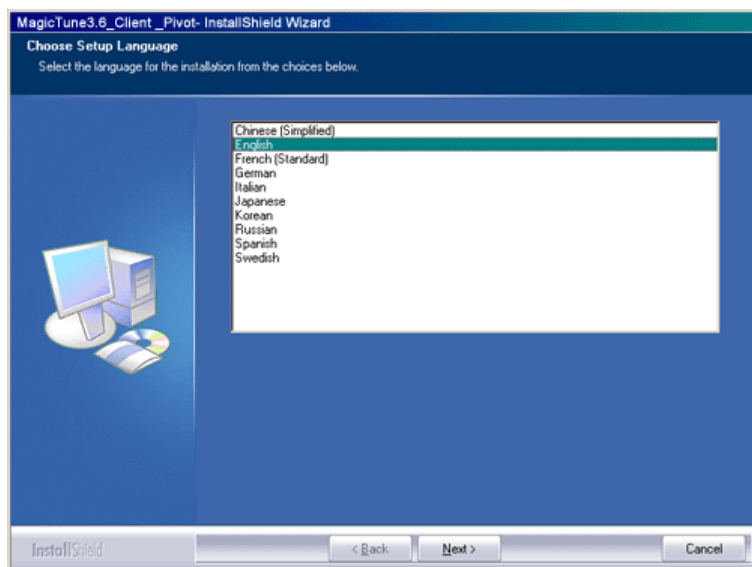 MagicTune3.6_Client _Pivot- InstallShield Wizard
Choose Setup Language
Select the language for the installation from the choices below.
Chinese (Simplified)
English
French (Standard)
German
Italian
Japanese
Korean
Russian
Spanish
Swedish
InstallShield
< Back
Next >
Cancel